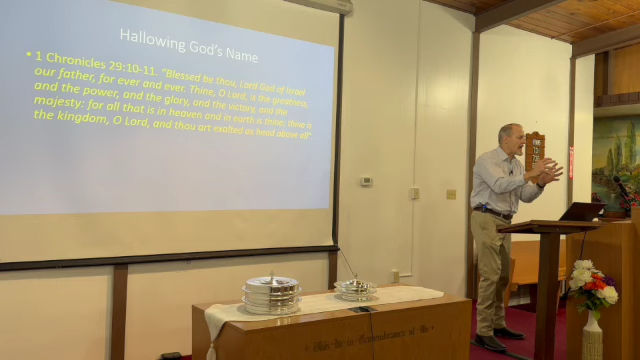 Hallowing God's Name
• 1 Chronicles 29:10-11. "Blessed be thou, Lord God of Israel
our father, for ever and ever. Thine, O Lord, is the greatness,
and the power, and the glory, and the victory, and the
majesty: for all that is in heaven and in earth is thine; thine is
the kingdom, O Lord, and thou art exalted as head above all"
Remembrance of Me